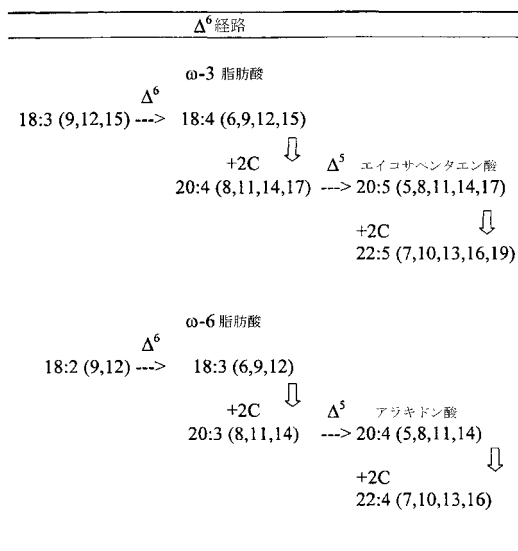 Δ⁶経路
ω-3 脂肪酸
Δ⁶
18:3 (9,12,15) ---> 18:4 (6,9,12,15)
+2C Δ⁵ エイコサペンタエン酸
20:4 (8,11,14,17) ---> 20:5 (5,8,11,14,17)
+2C
22:5 (7,10,13,16,19)
ω-6 脂肪酸
Δ⁶
18:2 (9,12) ---> 18:3 (6,9,12)
+2C Δ⁵ アラキドン酸
20:3 (8,11,14) ---> 20:4 (5,8,11,14)
+2C
22:4 (7,10,13,16)